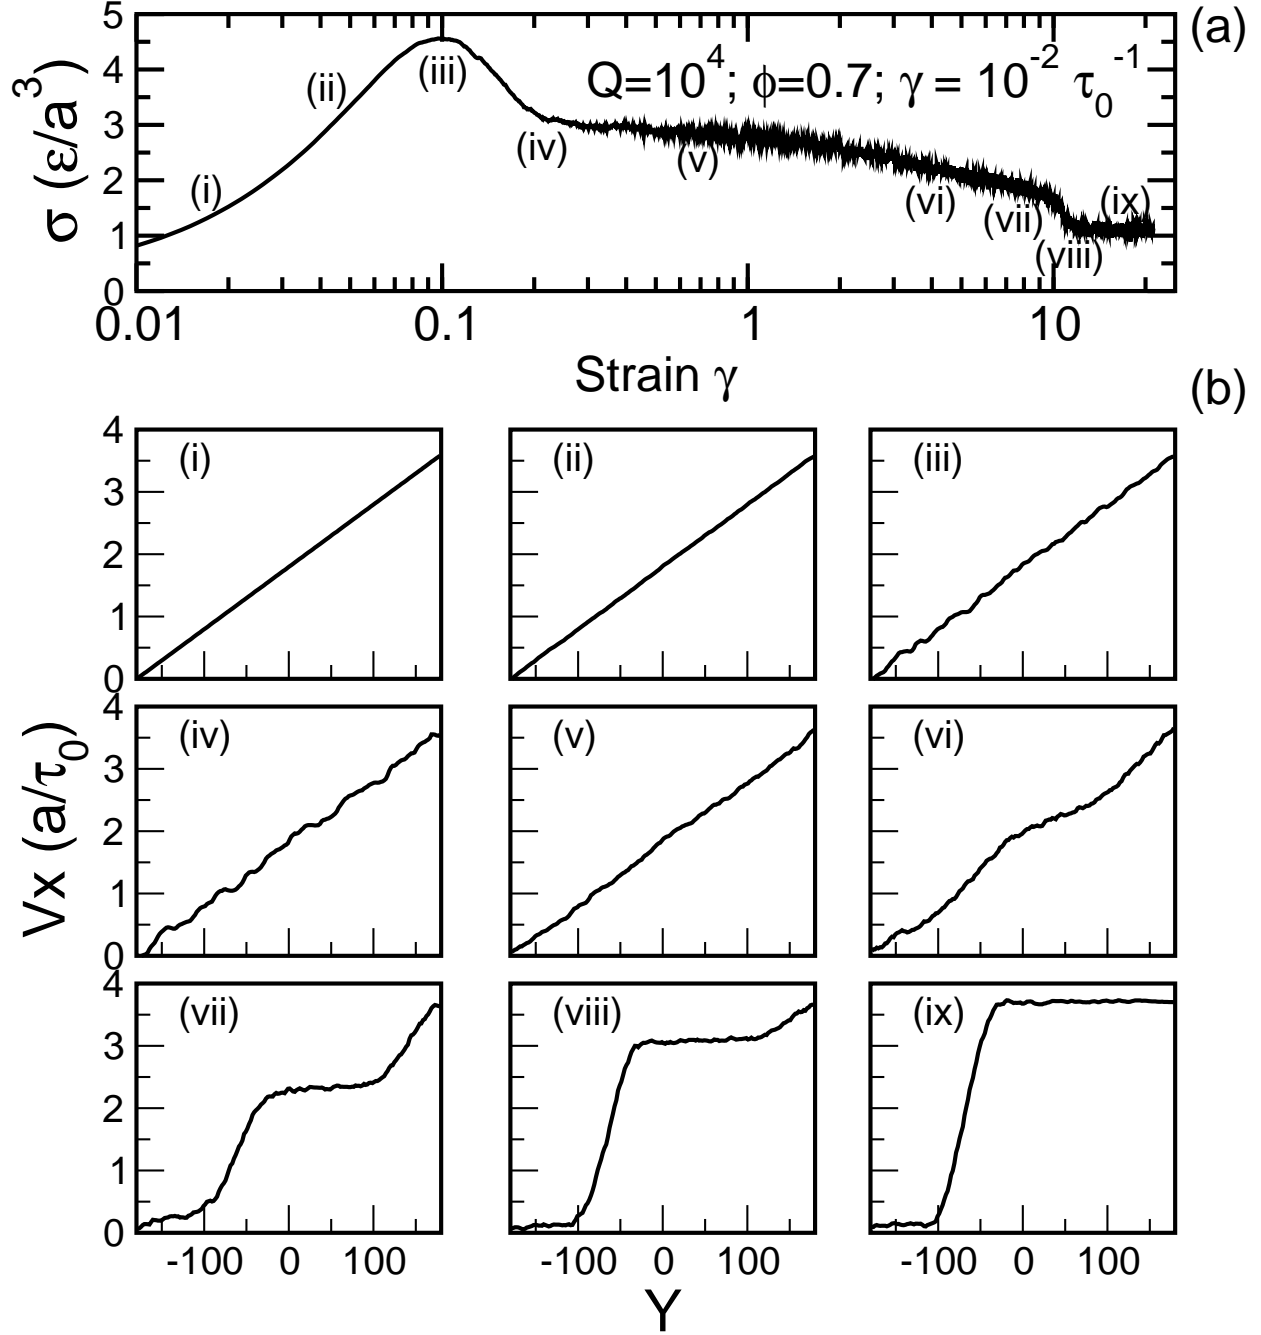 (a)
5
4
3
2
1
0
σ (ε/a³)
Q=10⁴; ϕ=0.7; γ = 10⁻² τ₀⁻¹
(i)
(ii)
(iii)
(iv)
(v)
(vi)
(vii)
(viii)
(ix)
0.01 0.1 1 10
Strain γ
(b)
4
3
2
1
0
(i) (ii) (iii)
4
3
2
1
0
(iv) (v) (vi)
Vx (a/τ₀)
4
3
2
1
0
(vii) (viii) (ix)
-100 0 100 -100 0 100 -100 0 100
Y